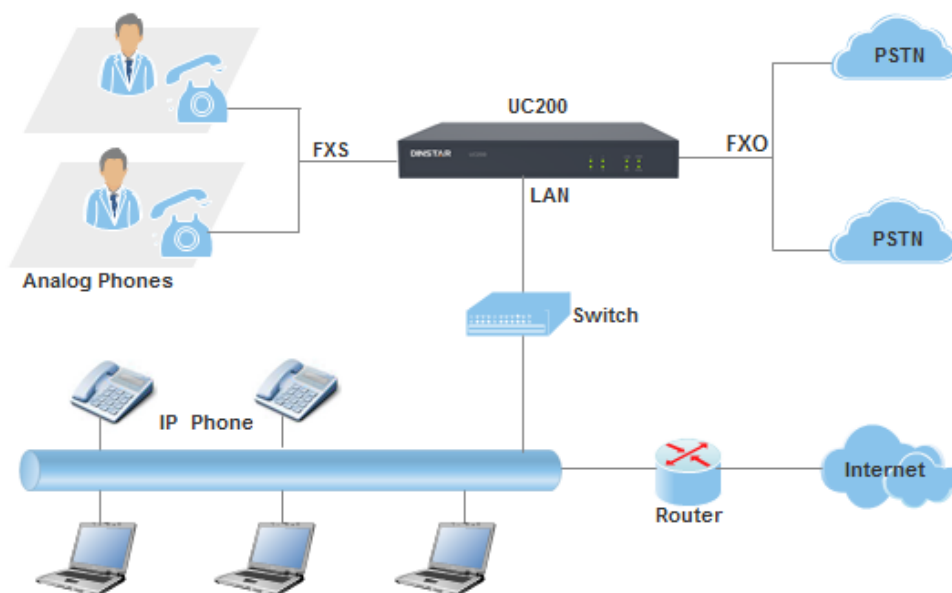 PSTN
UC200
FXS
DINSTAR
FXO
LAN
PSTN
Analog Phones
Switch
IP Phone
Internet
Router